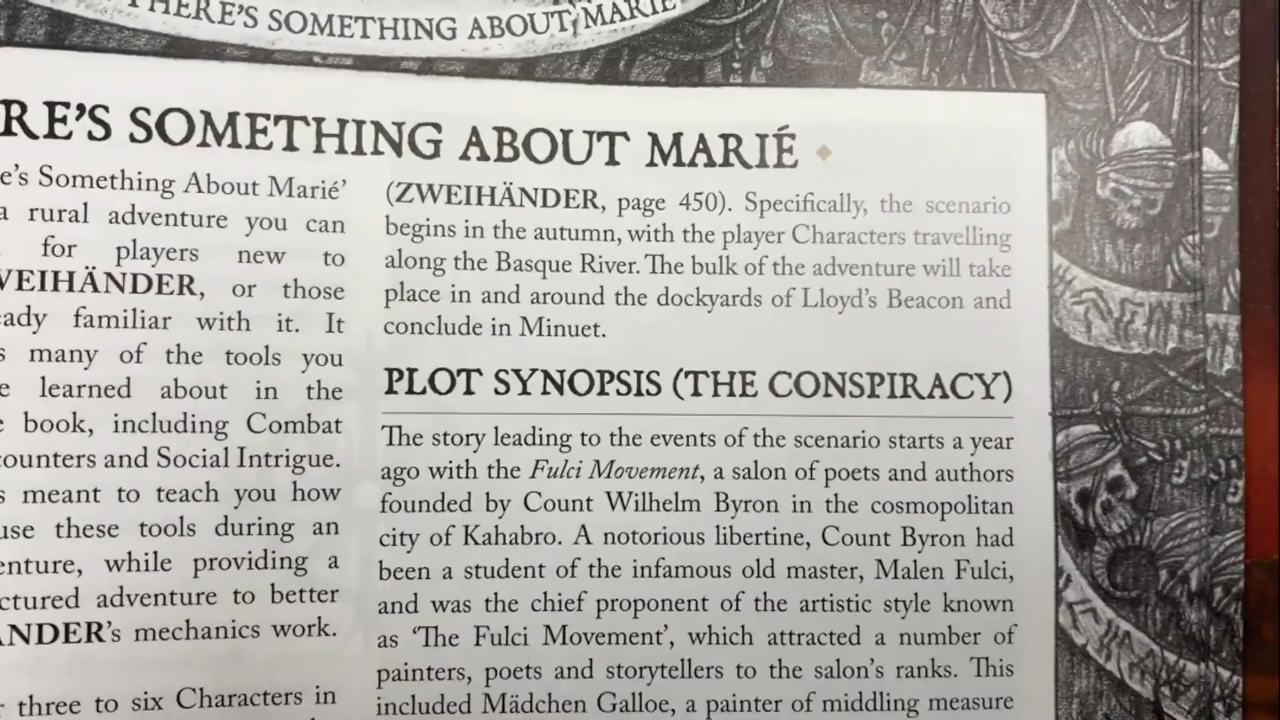 THERE'S SOMETHING ABOUT MARIÉ
RE'S SOMETHING ABOUT MARIÉ
e's Something About Marié'
a rural adventure you can
for players new to
WEIHÄNDER, or those
ady familiar with it. It
s many of the tools you
e learned about in the
e book, including Combat
counters and Social Intrigue.
s meant to teach you how
use these tools during an
enture, while providing a
ctured adventure to better
ANDER's mechanics work.
r three to six Characters in
(ZWEIHÄNDER, page 450). Specifically, the scenario
begins in the autumn, with the player Characters travelling
along the Basque River. The bulk of the adventure will take
place in and around the dockyards of Lloyd's Beacon and
conclude in Minuet.
PLOT SYNOPSIS (THE CONSPIRACY)
The story leading to the events of the scenario starts a year
ago with the Fulci Movement, a salon of poets and authors
founded by Count Wilhelm Byron in the cosmopolitan
city of Kahabro. A notorious libertine, Count Byron had
been a student of the infamous old master, Malen Fulci,
and was the chief proponent of the artistic style known
as 'The Fulci Movement', which attracted a number of
painters, poets and storytellers to the salon's ranks. This
included Mädchen Galloe, a painter of middling measure